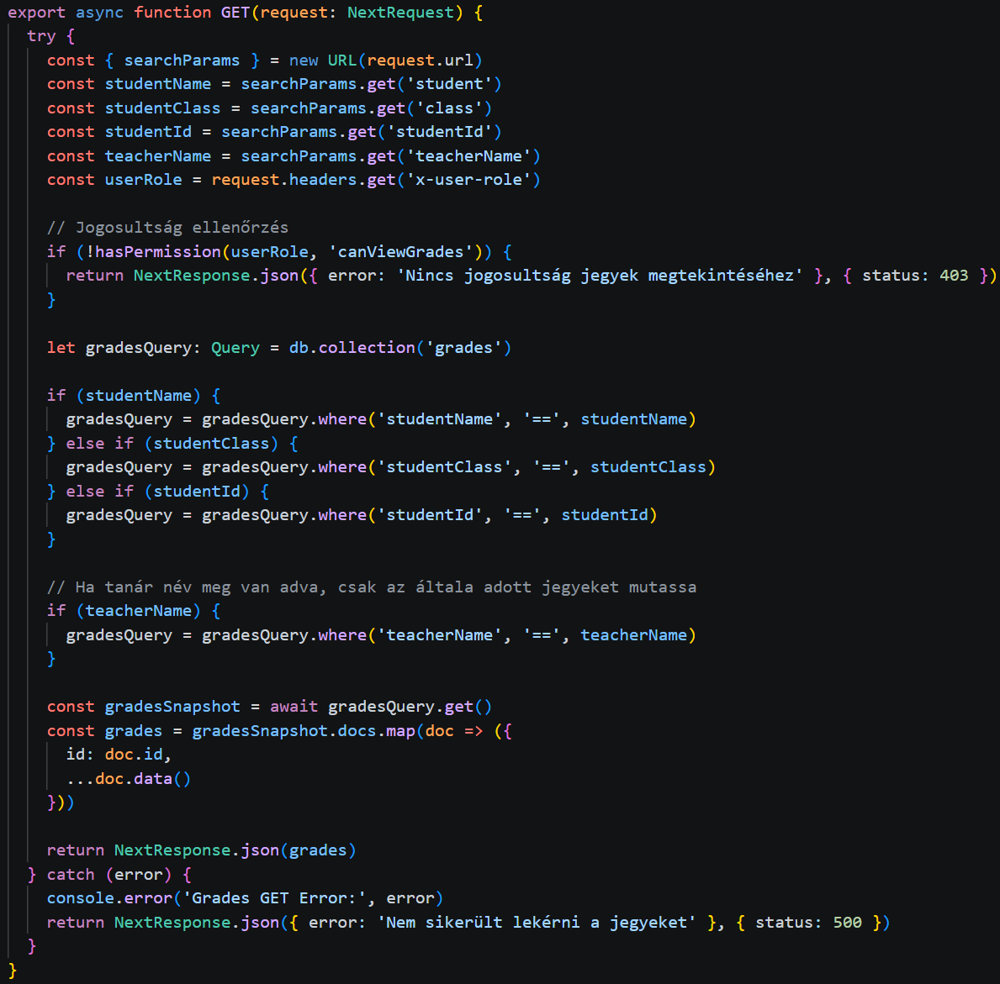 export async function GET(request: NextRequest) {
  try {
    const { searchParams } = new URL(request.url)
    const studentName = searchParams.get('student')
    const studentClass = searchParams.get('class')
    const studentId = searchParams.get('studentId')
    const teacherName = searchParams.get('teacherName')
    const userRole = request.headers.get('x-user-role')

    // Jogosultság ellenőrzés
    if (!hasPermission(userRole, 'canViewGrades')) {
      return NextResponse.json({ error: 'Nincs jogosultság jegyek megtekintéséhez' }, { status: 403 })
    }

    let gradesQuery: Query = db.collection('grades')

    if (studentName) {
      gradesQuery = gradesQuery.where('studentName', '==', studentName)
    } else if (studentClass) {
      gradesQuery = gradesQuery.where('studentClass', '==', studentClass)
    } else if (studentId) {
      gradesQuery = gradesQuery.where('studentId', '==', studentId)
    }

    // Ha tanár név meg van adva, csak az általa adott jegyeket mutassa
    if (teacherName) {
      gradesQuery = gradesQuery.where('teacherName', '==', teacherName)
    }

    const gradesSnapshot = await gradesQuery.get()
    const grades = gradesSnapshot.docs.map(doc => ({
      id: doc.id,
      ...doc.data()
    }))

    return NextResponse.json(grades)
  } catch (error) {
    console.error('Grades GET Error:', error)
    return NextResponse.json({ error: 'Nem sikerült lekérni a jegyeket' }, { status: 500 })
  }
}